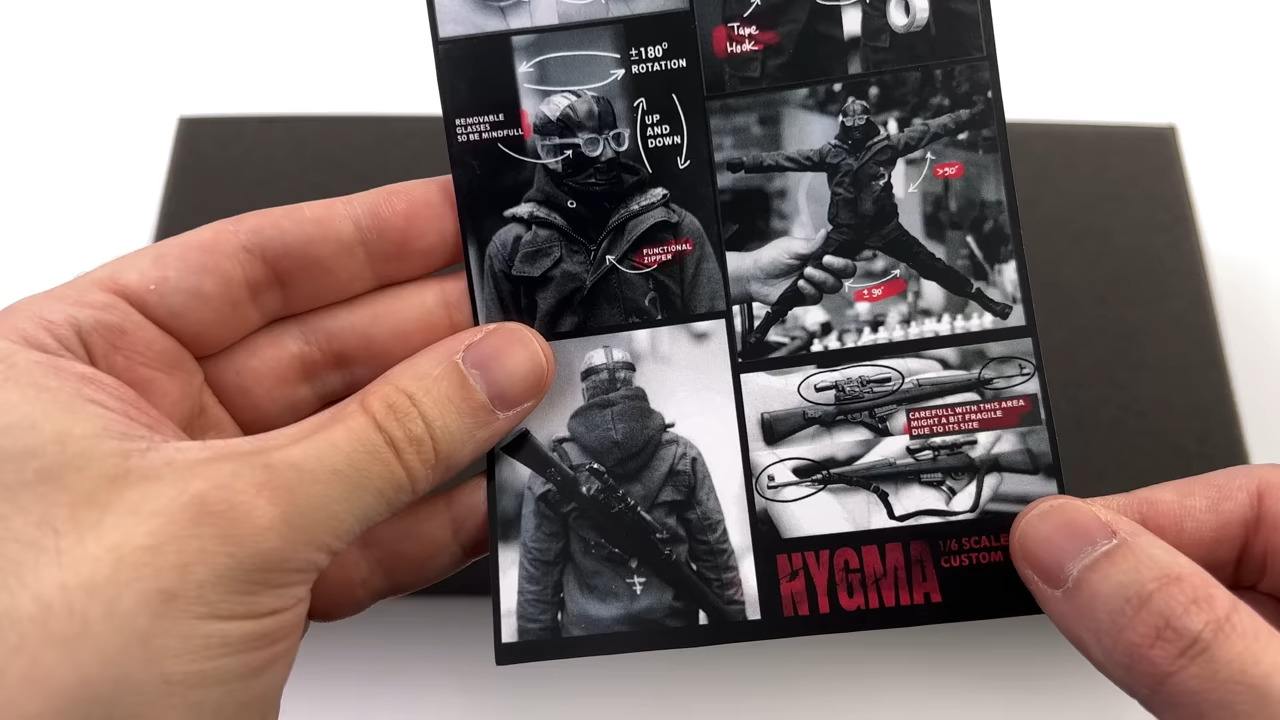 Tape
Hook
±180°
ROTATION
REMOVABLE
GLASSES
SO BE MINDFULL
UP
AND
DOWN
FUNCTIONAL
ZIPPER
>90°
± 90°
CAREFULL WITH THIS AREA
MIGHT A BIT FRAGILE
DUE TO ITS SIZE
NYGMA
1/6 SCALE
CUSTOM